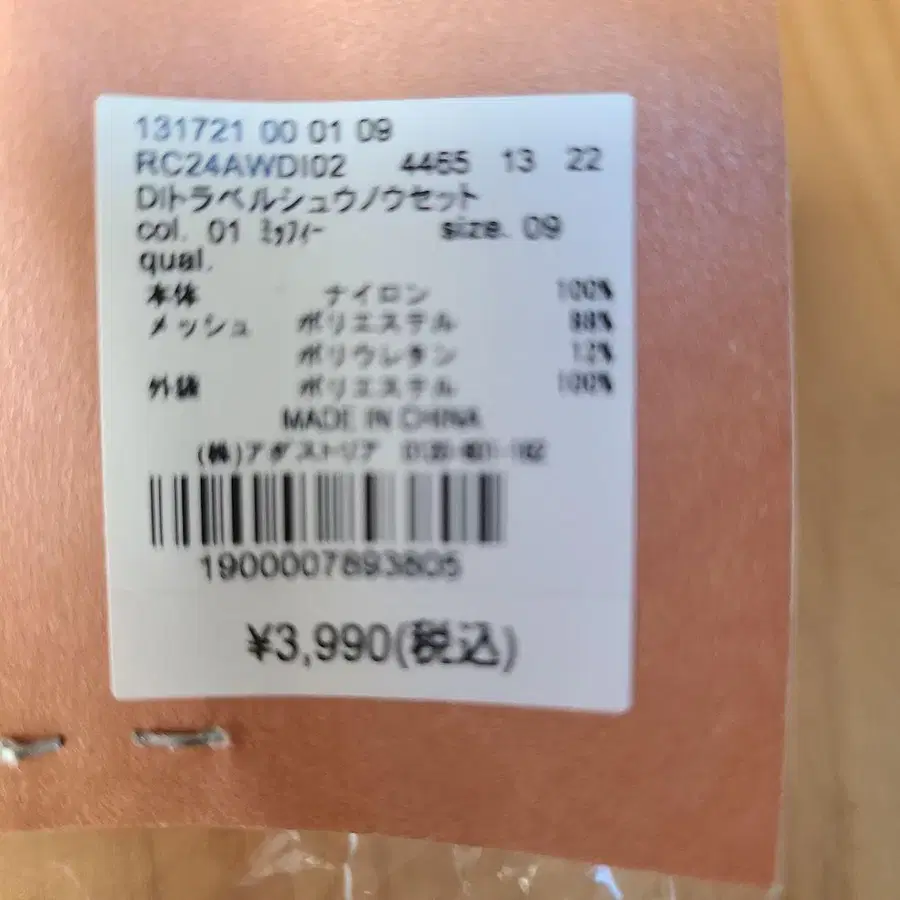 131721 00 01 09
RC24AWDI02 4465 13 22
DIトラベルシュウノウセット
col. 01 ミッフィー size. 09
qual.
本体 ナイロン 100%
メッシュ ポリエステル 88%
ポリウレタン 12%
外袋 ポリエステル 100%
MADE IN CHINA
(株)アダストリア
1900007893805
¥3,990(税込)